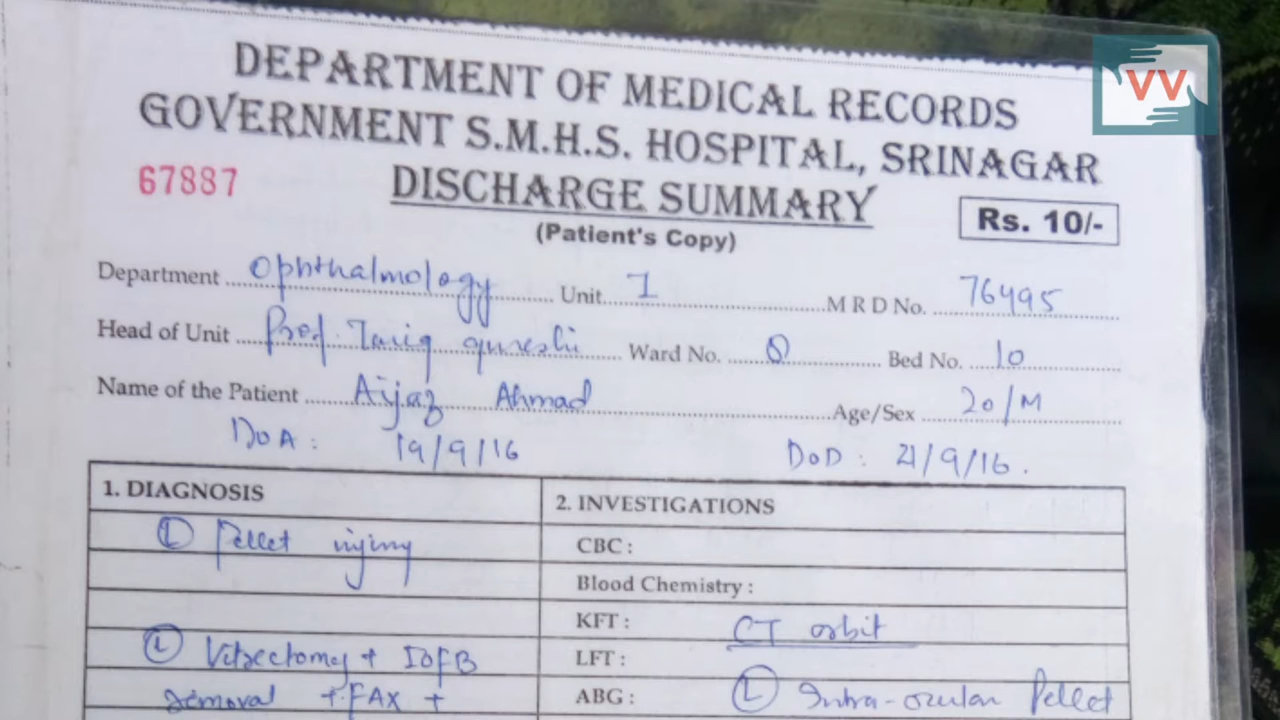 VV
DEPARTMENT OF MEDICAL RECORDS
GOVERNMENT S.M.H.S. HOSPITAL, SRINAGAR
67887 DISCHARGE SUMMARY Rs. 10/-
(Patient's Copy)
Department Ophthalmology Unit I M R D No. 76495
Head of Unit Prof. Tariq qureshi Ward No. 8 Bed No. 10
Name of the Patient Aijaz Ahmad Age/Sex 20/M
DOA : 19/9/16 DOD : 21/9/16.
1. DIAGNOSIS 2. INVESTIGATIONS
Ⓛ Pellet injury CBC :
Blood Chemistry :
KFT : CT orbit
Ⓛ Vitrectomy + IOFB LFT :
removal + FAX + ABG : Ⓛ Intra-ocular Pellet